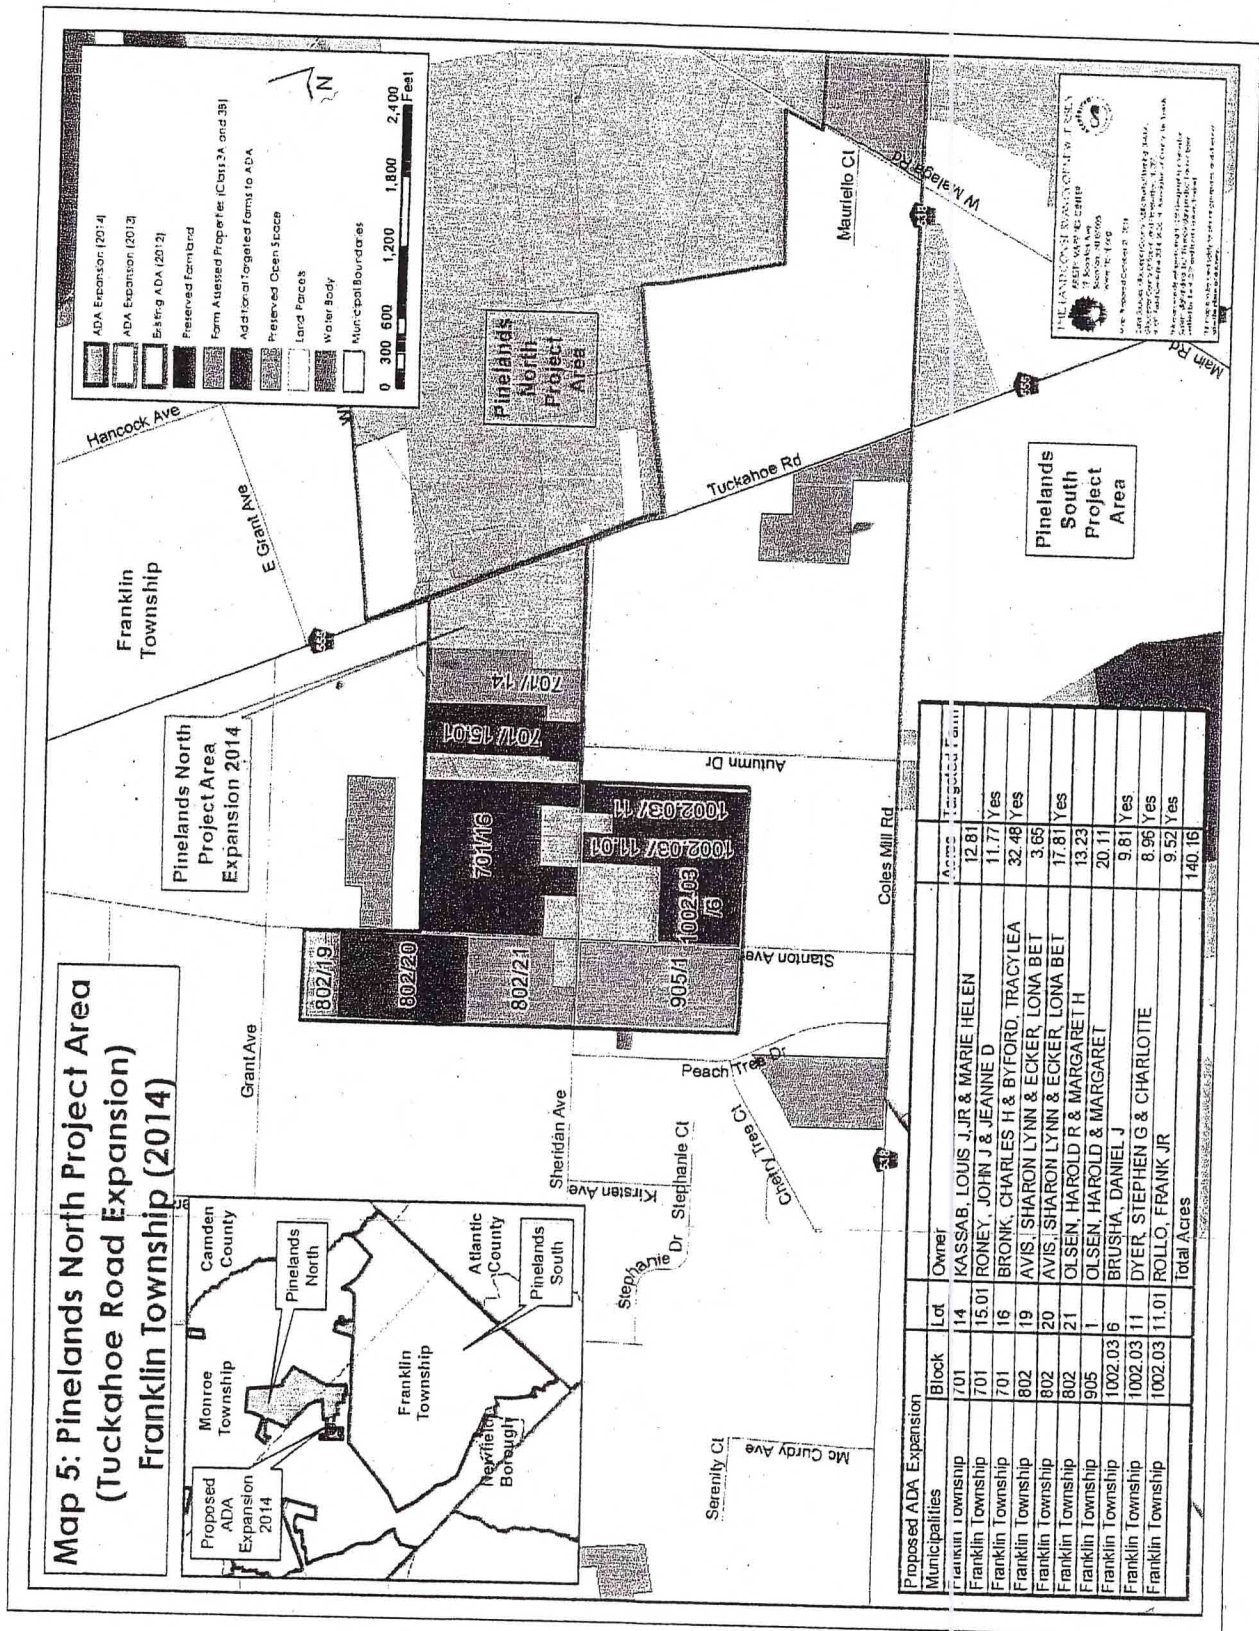 Map 5: Pinelands North Project Area
(Tuckahoe Road Expansion)
Franklin Township (2014)
Camden
County
Monroe
Township
Pinelands
North
Proposed
ADA
Expansion
2014
Franklin
Township
Atlantic
County
Pinelands
South
Newfield
Borough
Pinelands North
Project Area
Expansion 2014
Franklin
Township
Hancock Ave
E Grant Ave
Grant Ave
ADA Expansion (2014)
ADA Expansion (2013)
Existing ADA (2012)
Preserved Farmland
Farm Assessed Properties (Class 3A and 3B)
Additional Targeted Farms to ADA
Preserved Open Space
Land Parcels
Water Body
Municipal Boundaries
0 300 600 1,200 1,800 2,400
Feet
N
Pinelands
North
Project
Area
802/19
802/20
802/21
905/1
701/16
701/15.01
701/14
1002.03
/6
1002.03/ 11.01
1002.03/ 11
Sheridan Ave
Stanton Ave
Autumn Dr
Tuckahoe Rd
Mauriello Ct
W Malaga Rd
Peach Tree Dr
Cherry Tree Ct
Kirsten Ave
Stephanie Ct
Stephanie Dr
Serenity Ct
Mc Curdy Ave
Coles Mill Rd
Main Rd
Pinelands
South
Project
Area
Proposed ADA Expansion
Municipalities Block Lot Owner Acres Targeted Farm
Franklin Township 701 14 KASSAB, LOUIS J,JR & MARIE HELEN 12.81
Franklin Township 701 15.01 RONEY, JOHN J & JEANNE D 11.77 Yes
Franklin Township 701 16 BRONK, CHARLES H & BYFORD, TRACYLEA 32.48 Yes
Franklin Township 802 19 AVIS, SHARON LYNN & ECKER, LONA BET 3.65
Franklin Township 802 20 AVIS, SHARON LYNN & ECKER, LONA BET 17.81 Yes
Franklin Township 802 21 OLSEN, HAROLD R & MARGARET H 13.23
Franklin Township 905 1 OLSEN, HAROLD & MARGARET 20.11
Franklin Township 1002.03 6 BRUSHA, DANIEL J 9.81 Yes
Franklin Township 1002.03 11 DYER, STEPHEN G & CHARLOTTE 8.96 Yes
Franklin Township 1002.03 11.01 ROLLO, FRANK JR 9.52 Yes
Total Acres 140.16